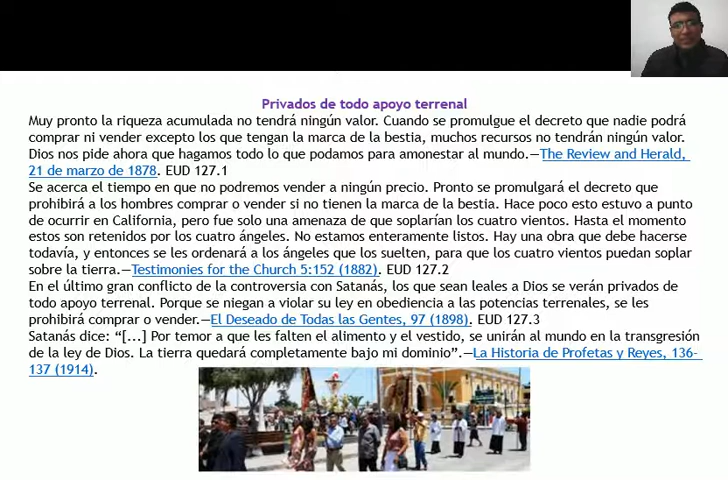 Privados de todo apoyo terrenal
Muy pronto la riqueza acumulada no tendrá ningún valor. Cuando se promulgue el decreto que nadie podrá
comprar ni vender excepto los que tengan la marca de la bestia, muchos recursos no tendrán ningún valor.
Dios nos pide ahora que hagamos todo lo que podamos para amonestar al mundo.—The Review and Herald,
21 de marzo de 1878. EUD 127.1
Se acerca el tiempo en que no podremos vender a ningún precio. Pronto se promulgará el decreto que
prohibirá a los hombres comprar o vender si no tienen la marca de la bestia. Hace poco esto estuvo a punto
de ocurrir en California, pero fue solo una amenaza de que soplarían los cuatro vientos. Hasta el momento
estos son retenidos por los cuatro ángeles. No estamos enteramente listos. Hay una obra que debe hacerse
todavía, y entonces se les ordenará a los ángeles que los suelten, para que los cuatro vientos puedan soplar
sobre la tierra.—Testimonies for the Church 5:152 (1882). EUD 127.2
En el último gran conflicto de la controversia con Satanás, los que sean leales a Dios se verán privados de
todo apoyo terrenal. Porque se niegan a violar su ley en obediencia a las potencias terrenales, se les
prohibirá comprar o vender.—El Deseado de Todas las Gentes, 97 (1898). EUD 127.3
Satanás dice: “[...] Por temor a que les falten el alimento y el vestido, se unirán al mundo en la transgresión
de la ley de Dios. La tierra quedará completamente bajo mi dominio”.—La Historia de Profetas y Reyes, 136-
137 (1914).